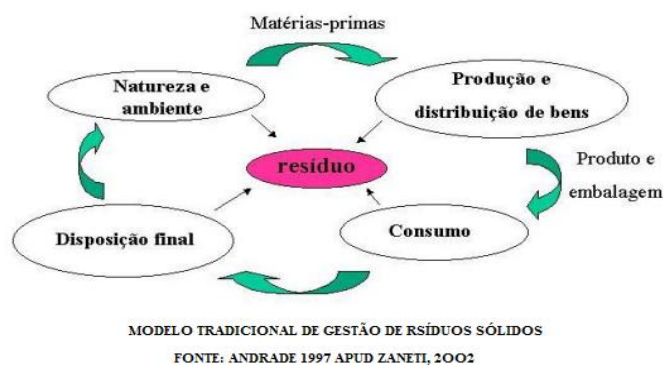 Matérias-primas
Natureza e
ambiente
Produção e
distribuição de bens
resíduo
Produto e
embalagem
Disposição final
Consumo
MODELO TRADICIONAL DE GESTÃO DE RSÍDUOS SÓLIDOS
FONTE: ANDRADE 1997 APUD ZANETI, 2OO2